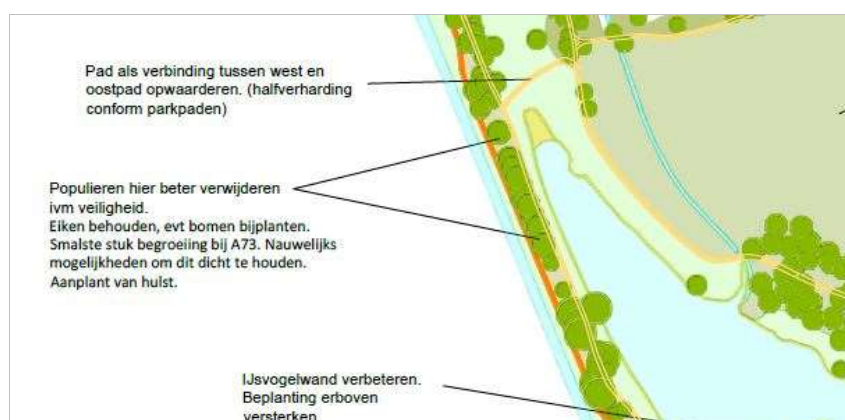 Pad als verbinding tussen west en
oostpad opwaarderen. (halfverharding
conform parkpaden)
Populieren hier beter verwijderen
ivm veiligheid.
Eiken behouden, evt bomen bijplanten.
Smalste stuk begroeiing bij A73. Nauwelijks
mogelijkheden om dit dicht te houden.
Aanplant van hulst.
IJsvogelwand verbeteren.
Beplanting erboven
versterken